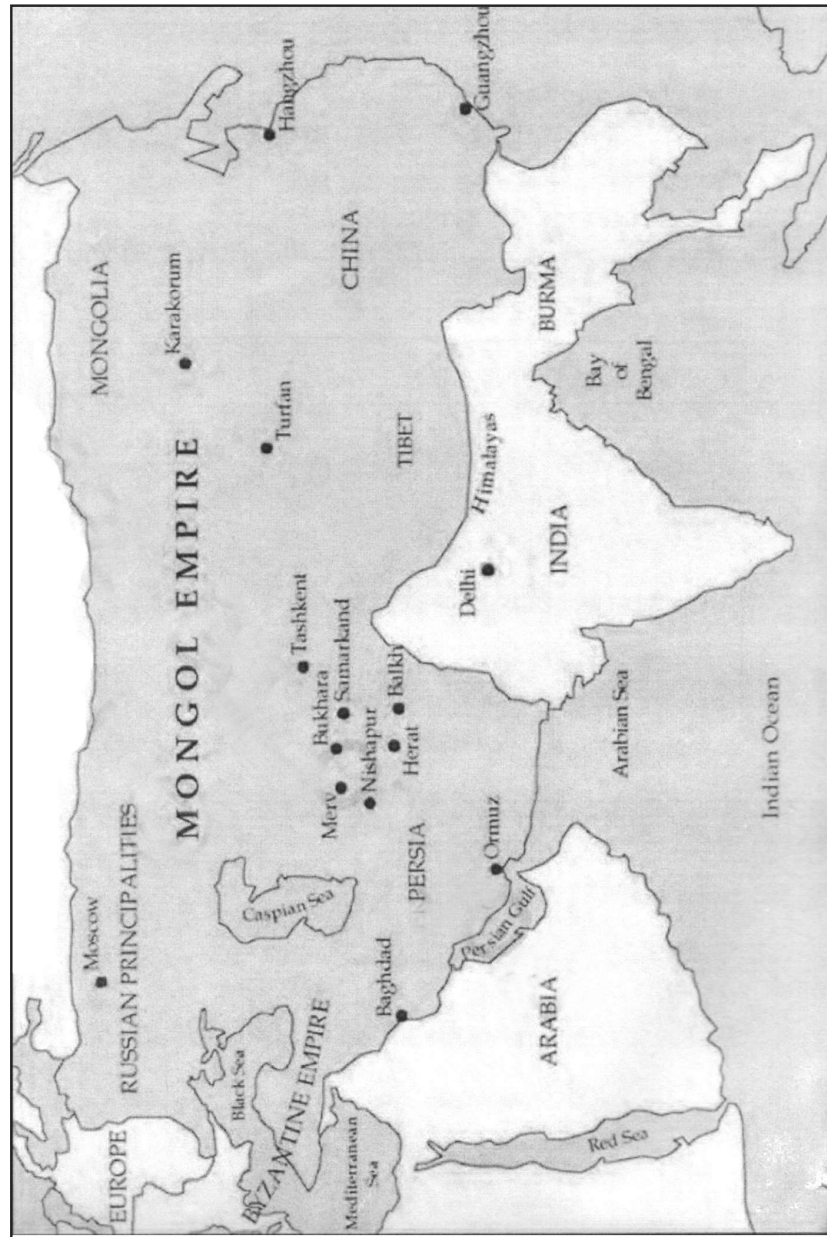 MONGOL EMPIRE
EUROPE
RUSSIAN PRINCIPALITIES
Moscow
MONGOLIA
Karakorum
Turfan
Hangzhou
Guangzhou
CHINA
TIBET
Tashkent
Bukhara
Samarkand
Merv
Nishapur
Balkh
Herat
Caspian Sea
Black Sea
BYZANTINE EMPIRE
Mediterranean
Sea
Baghdad
PERSIA
Ormuz
Persian Gulf
ARABIA
Red Sea
Himalayas
Delhi
INDIA
BURMA
Bay
of
Bengal
Arabian Sea
Indian Ocean